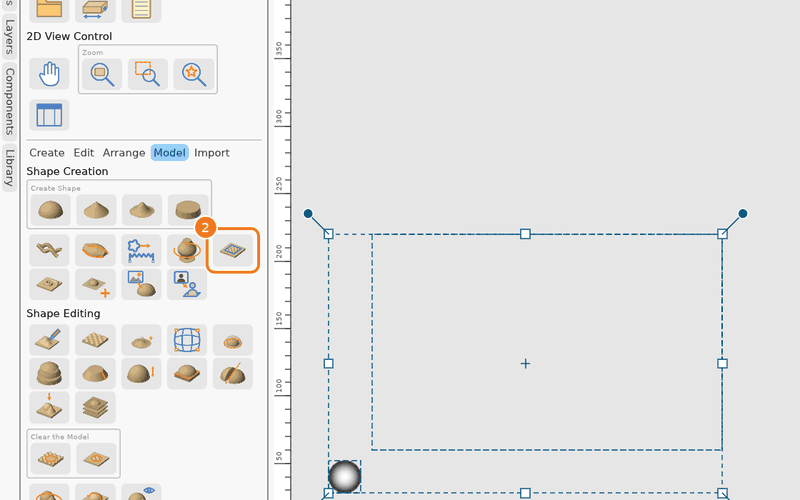 Layers
Components
Library
2D View Control
Zoom
Create Edit Arrange Model Import
Shape Creation
Create Shape
2
Shape Editing
Clear the Model
350
300
250
200
150
100
50